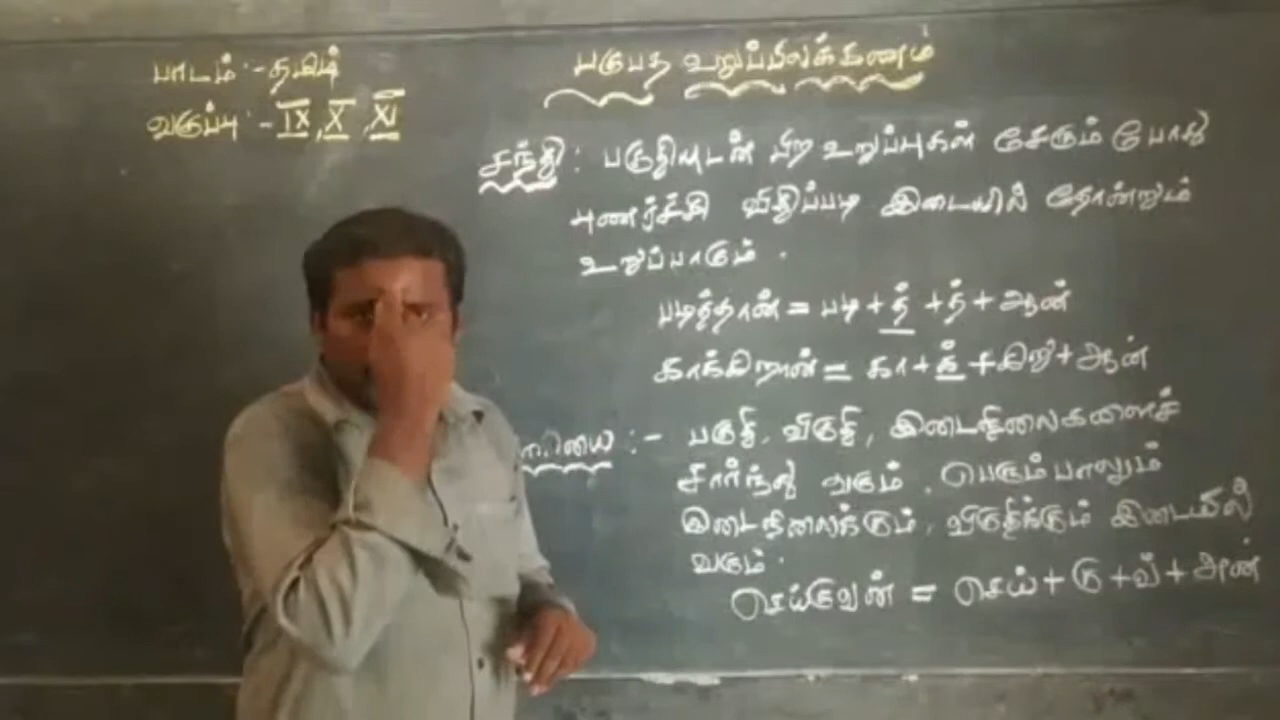 பாடம் :- தமிழ்
வகுப்பு :- IX, X, XI
பகுபத உறுப்பிலக்கணம்
சந்தி : பகுதியுடன் பிற உறுப்புகள் சேரும் போது
புணர்ச்சி விதிப்படி இடையில் தோன்றும்
உறுப்பாகும் .
படித்தான் = படி + த் + த் + ஆன்
காக்கிறான் = கா + க் + கிறு + ஆன்
:- பகுதி, விகுதி, இடைநிலைகளைச்
சார்ந்து வரும் . பெரும்பாலும்
இடைநிலைக்கும், விகுதிக்கும் இடையில்
வரும் .
செய்குவன் = செய் + கு + வ் + அன்